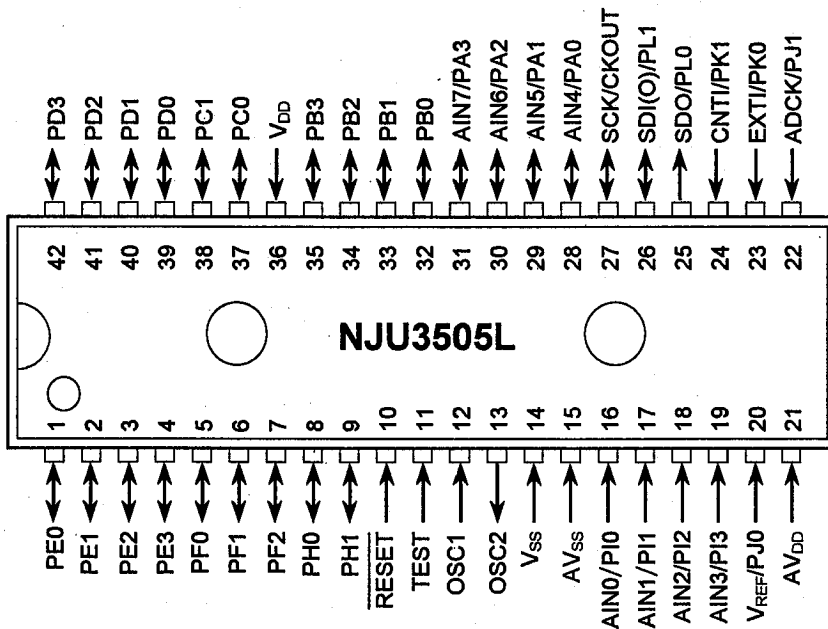 PD3
PD2
PD1
PD0
PC1
PC0
VDD
PB3
PB2
PB1
PB0
AIN7/PA3
AIN6/PA2
AIN5/PA1
AIN4/PA0
SCK/CKOUT
SDI(O)/PL1
SDO/PL0
CNTI/PK1
EXTI/PK0
ADCK/PJ1
42
41
40
39
38
37
36
35
34
33
32
31
30
29
28
27
26
25
24
23
22
NJU3505L
1
2
3
4
5
6
7
8
9
10
11
12
13
14
15
16
17
18
19
20
21
PE0
PE1
PE2
PE3
PF0
PF1
PF2
PH0
PH1
RESET
TEST
OSC1
OSC2
VSS
AVSS
AIN0/PI0
AIN1/PI1
AIN2/PI2
AIN3/PI3
VREF/PJ0
AVDD